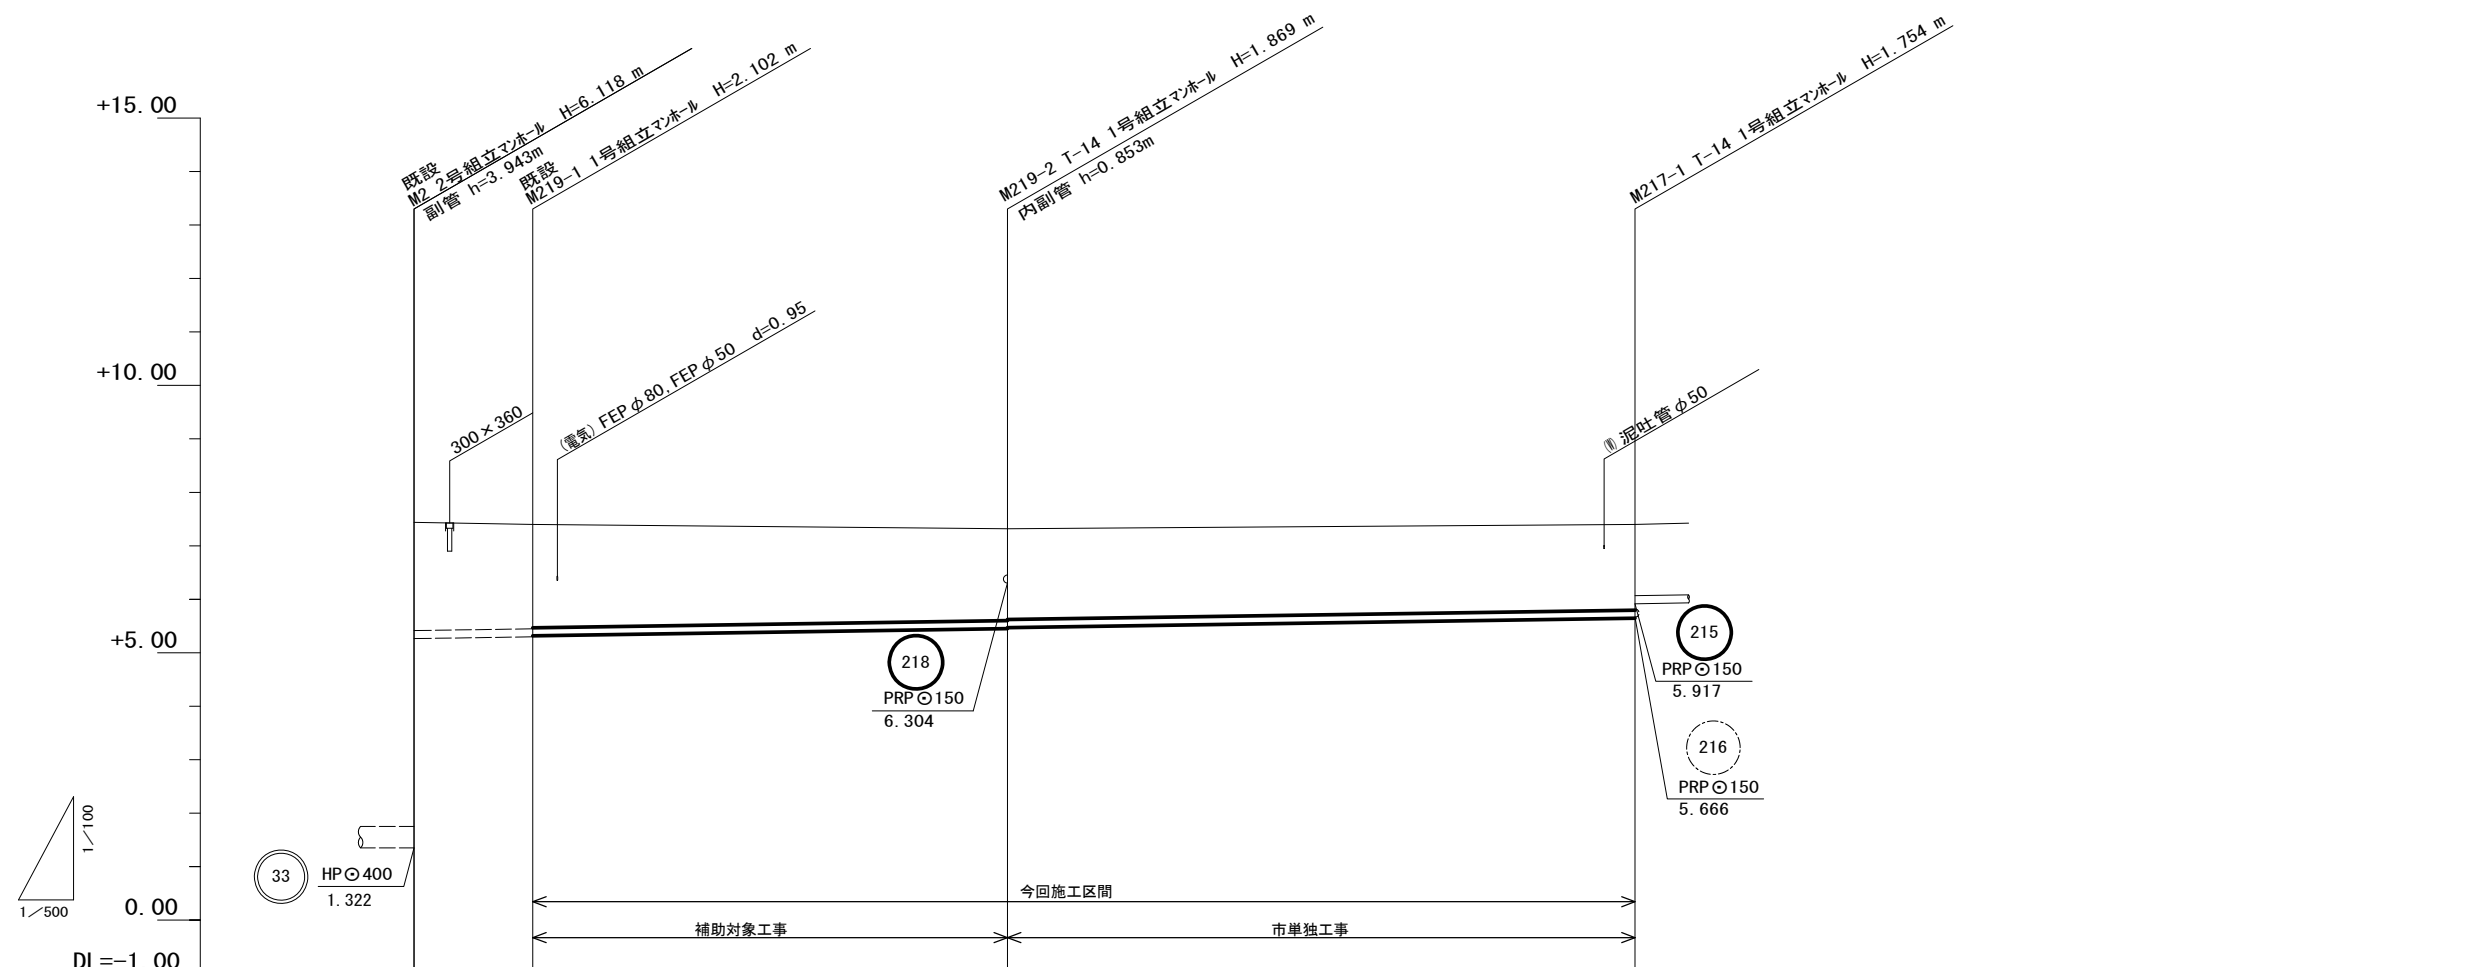 既設
M2 2号組立ﾏﾝﾎｰﾙ H=6.118 m
副管 h=3.943m
既設
M219-1 1号組立ﾏﾝﾎｰﾙ H=2.102 m
M219-2 T-14 1号組立ﾏﾝﾎｰﾙ H=1.869 m
内副管 h=0.853m
M217-1 T-14 1号組立ﾏﾝﾎｰﾙ H=1.754 m
+15.00
+10.00
300×360
(電気) FEPφ80,FEPφ50 d=0.95
泥吐管φ50
+5.00
218
PRP⊙150
6.304
215
PRP⊙150
5.917
216
PRP⊙150
5.666
1/100
1/500
33
HP⊙400
1.322
0.00
今回施工区間
補助対象工事
市単独工事
DL=-1.00